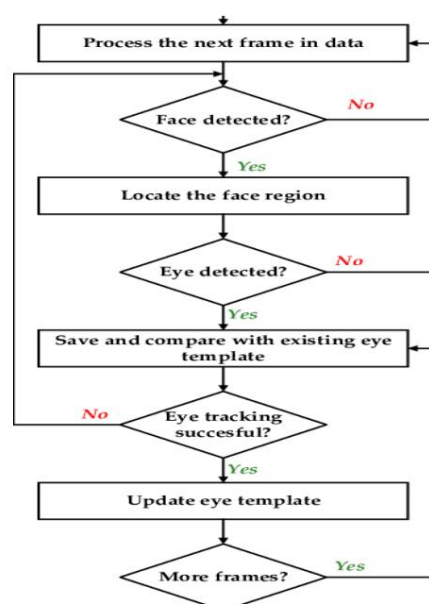 Process the next frame in data
Face detected?
No
Yes
Locate the face region
Eye detected?
No
Yes
Save and compare with existing eye
template
No
Eye tracking
succesful?
Yes
Update eye template
More frames?
Yes